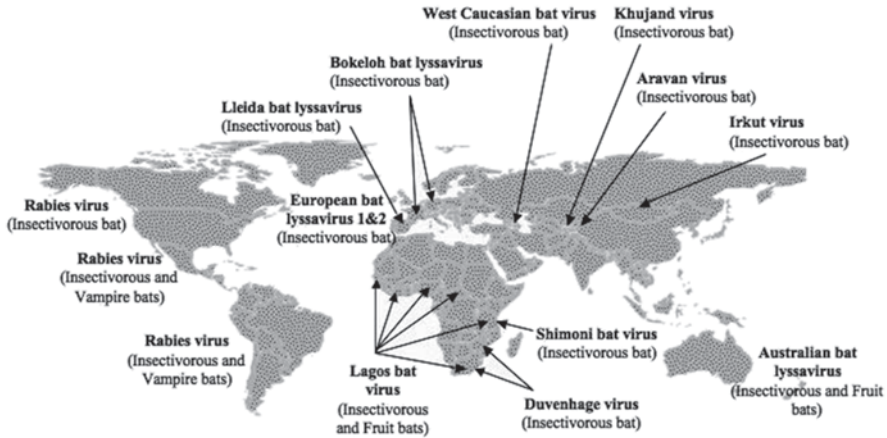 West Caucasian bat virus
(Insectivorous bat)
Khujand virus
(Insectivorous bat)
Bokeloh bat lyssavirus
(Insectivorous bat)
Aravan virus
(Insectivorous bat)
Lleida bat lyssavirus
(Insectivorous bat)
Irkut virus
(Insectivorous bat)
Rabies virus
(Insectivorous bat)
European bat
lyssavirus 1&2
(Insectivorous bat)
Rabies virus
(Insectivorous and
Vampire bats)
Rabies virus
(Insectivorous and
Vampire bats)
Lagos bat
virus
(Insectivorous
and Fruit bats)
Shimoni bat virus
(Insectivorous bat)
Duvenhage virus
(Insectivorous bat)
Australian bat
lyssavirus
(Insectivorous and Fruit
bats)